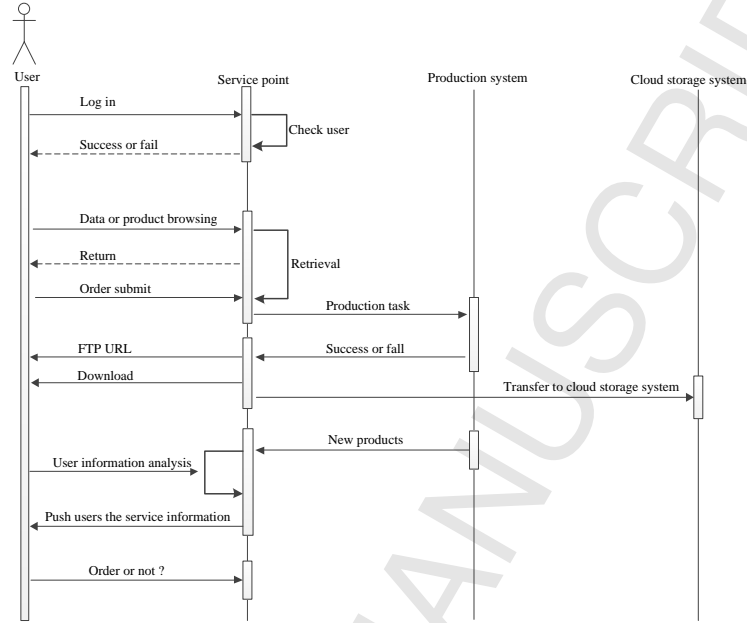 User
Service point
Production system
Cloud storage system
Log in
Check user
Success or fail
Data or product browsing
Return
Retrieval
Order submit
Production task
FTP URL
Success or fall
Download
Transfer to cloud storage system
New products
User information analysis
Push users the service information
Order or not ?
MANUSCRI